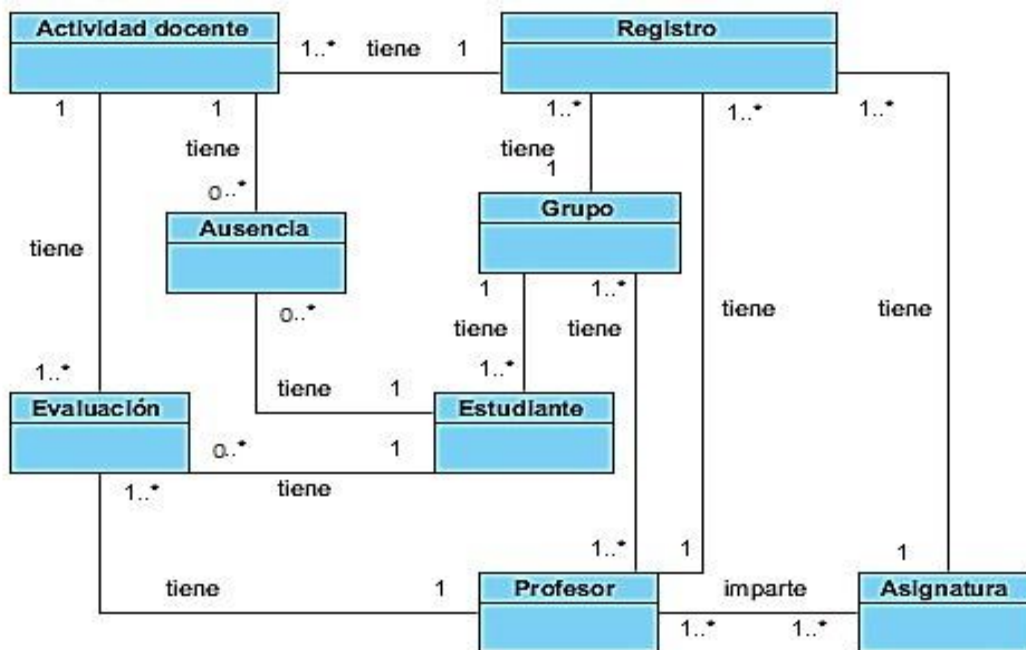 Actividad docente
Registro
1..* tiene 1
1
1
1..*
1..*
1..*
tiene
tiene
1
0..*
Grupo
Ausencia
tiene
1
1..*
0..*
tiene
tiene
tiene
tiene
1..*
1..*
tiene
1
Evaluación
Estudiante
0..*
1
1..*
tiene
1..*
1
1
tiene
1
Profesor
imparte
Asignatura
1..*
1..*